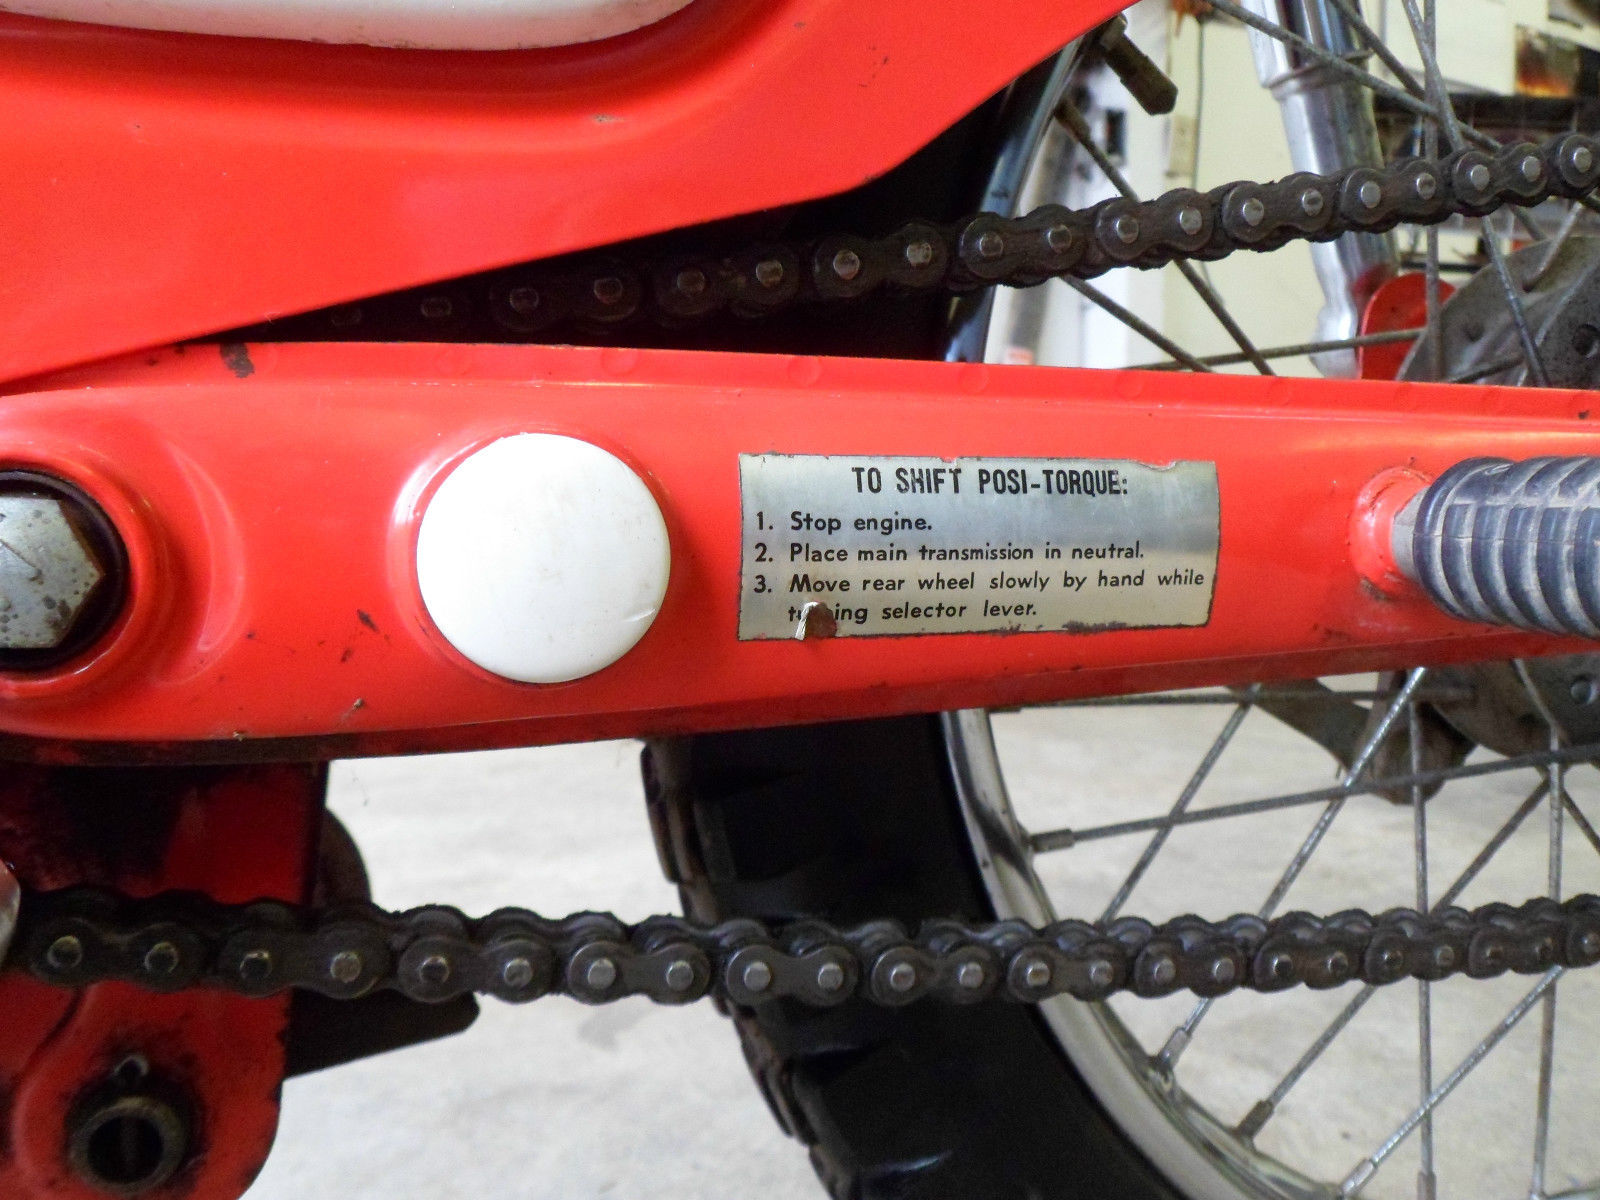 TO SHIFT POSI-TORQUE:
1. Stop engine.
2. Place main transmission in neutral.
3. Move rear wheel slowly by hand while
selector lever.